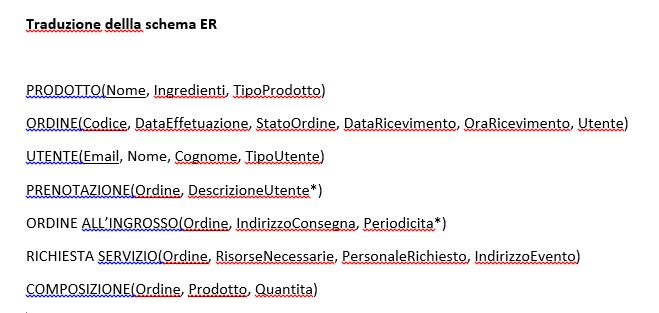 Traduzione dellla schema ER
PRODOTTO(Nome, Ingredienti, TipoProdotto)
ORDINE(Codice, DataEffetuazione, StatoOrdine, DataRicevimento, OraRicevimento, Utente)
UTENTE(Email, Nome, Cognome, TipoUtente)
PRENOTAZIONE(Ordine, DescrizioneUtente*)
ORDINE ALL’INGROSSO(Ordine, IndirizzoConsegna, Periodicita*)
RICHIESTA SERVIZIO(Ordine, RisorseNecessarie, PersonaleRichiesto, IndirizzoEvento)
COMPOSIZIONE(Ordine, Prodotto, Quantita)